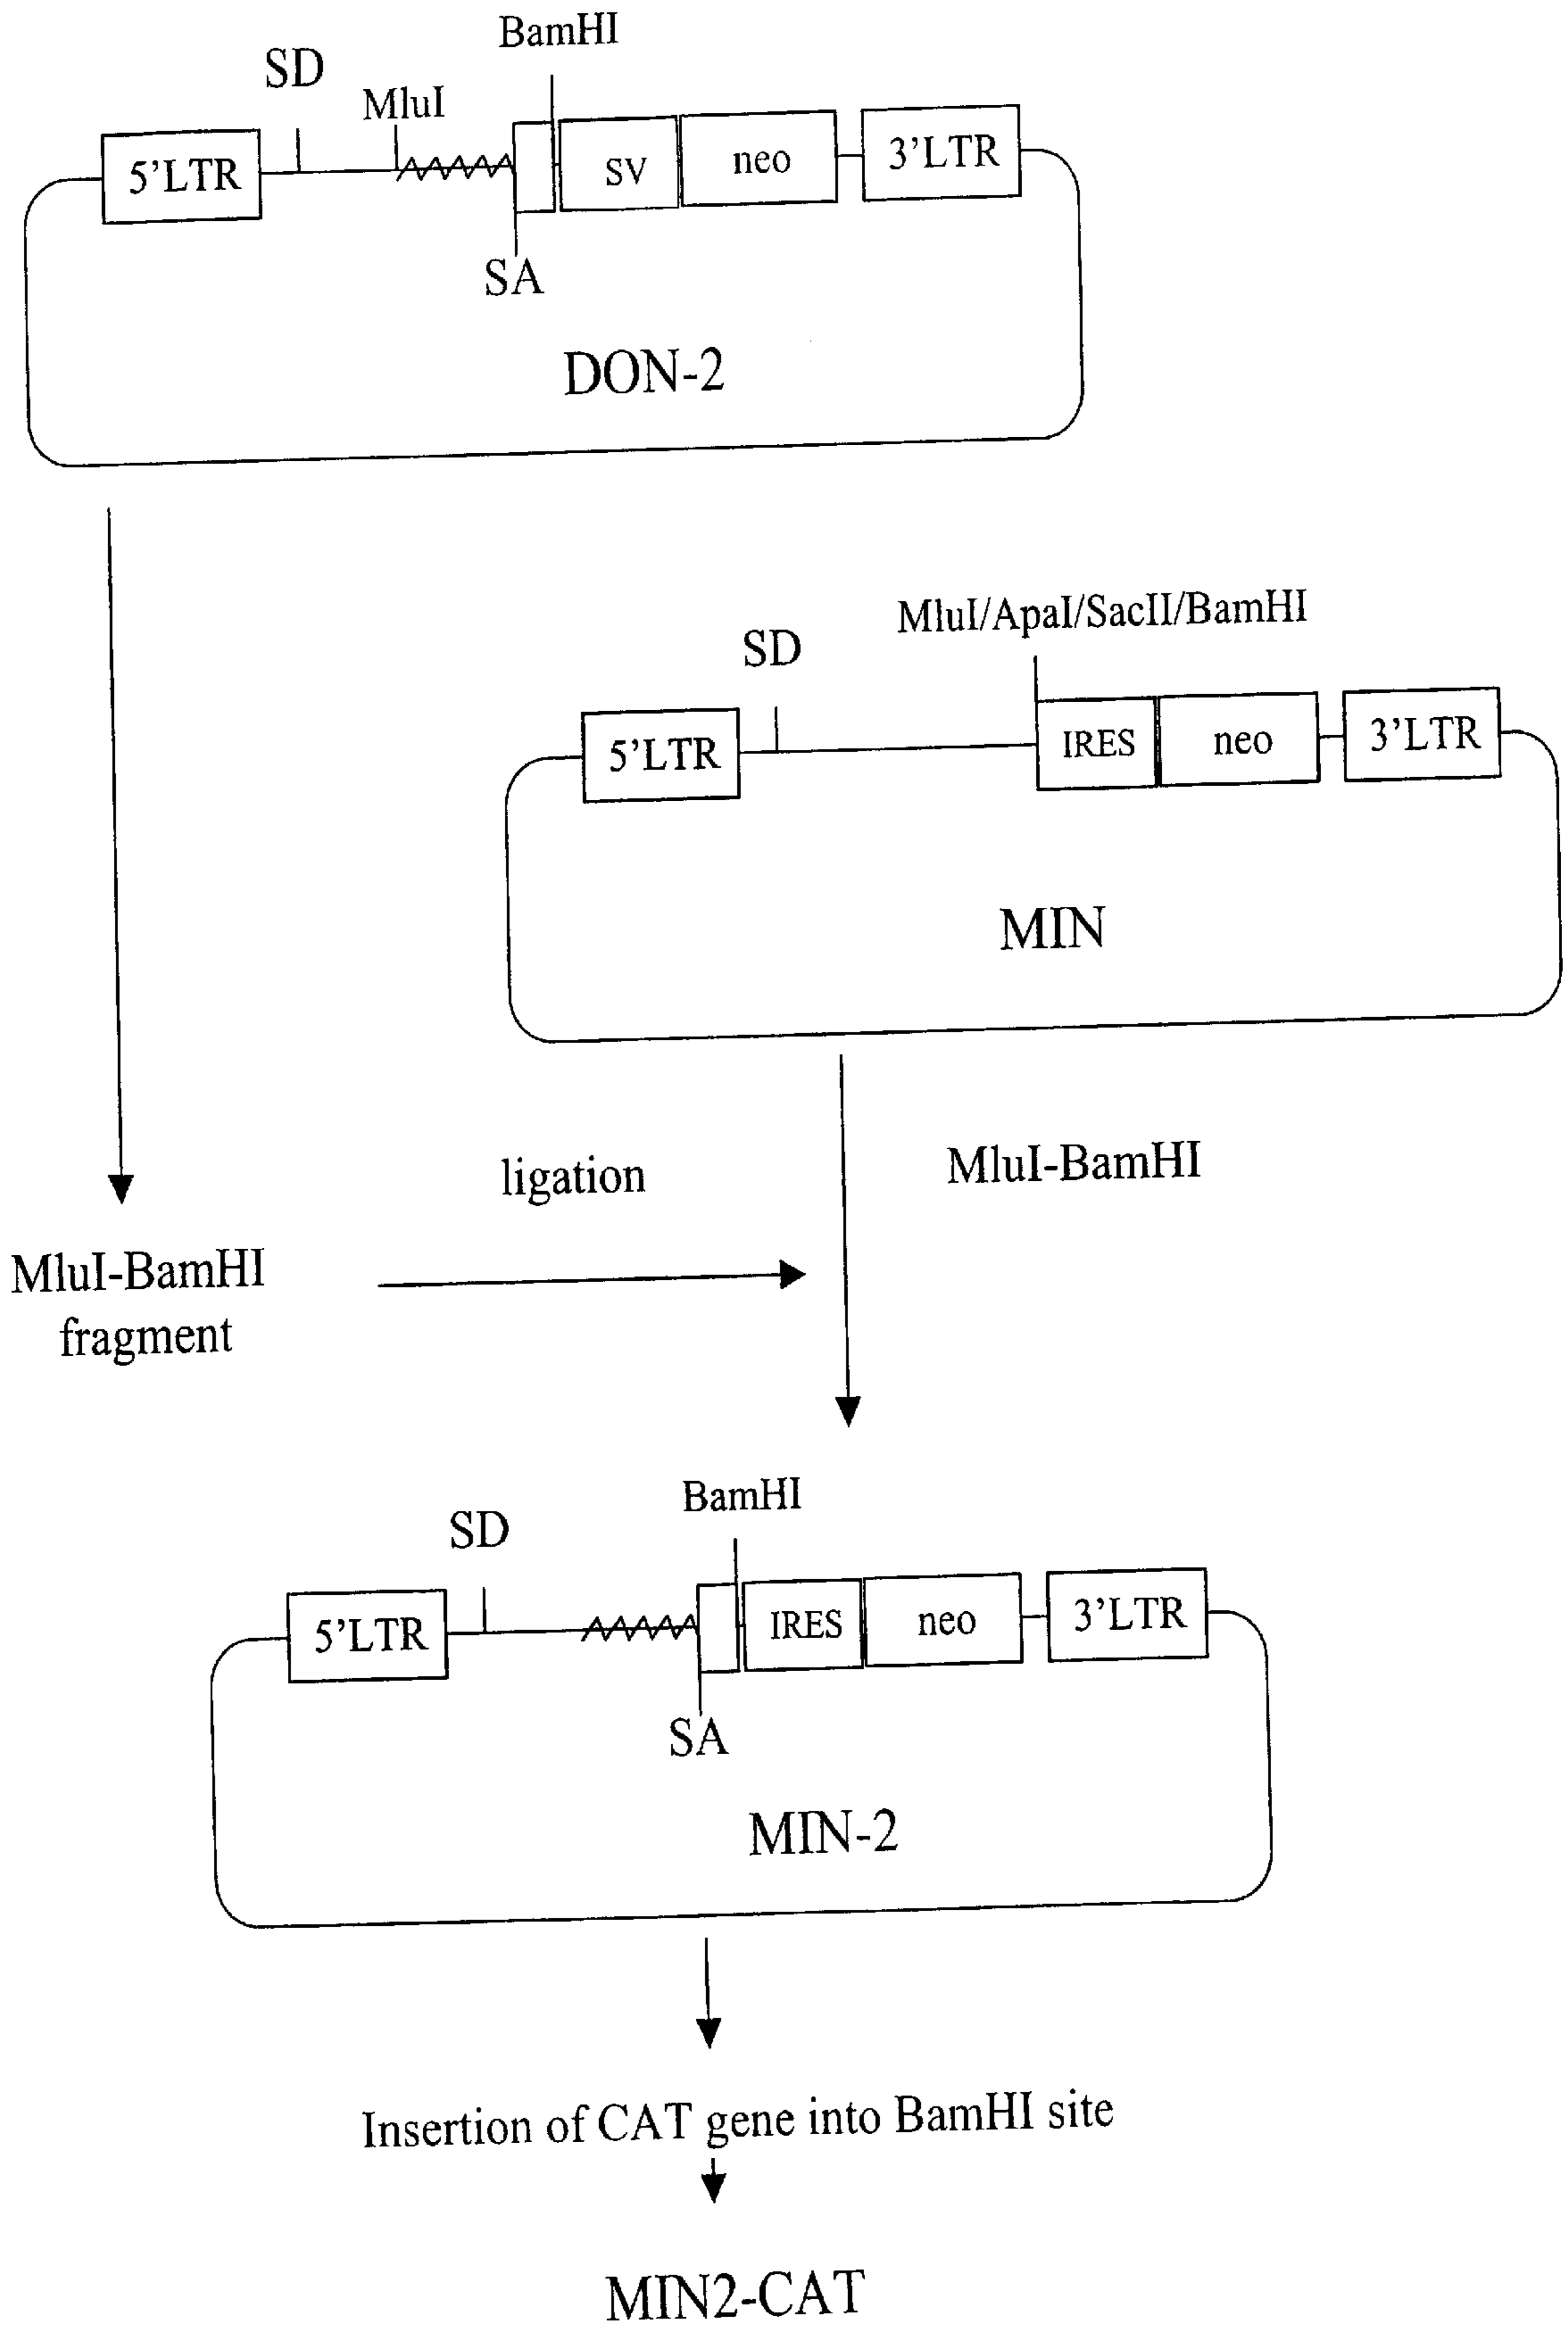 BamHI
SD
MluI
5'LTR
SV
neo
3'LTR
SA
DON-2
MluI/ApaI/SacII/BamHI
SD
5'LTR
IRES
neo
3'LTR
MIN
ligation
MluI-BamHI
MluI-BamHI
fragment
BamHI
SD
5'LTR
IRES
neo
3'LTR
SA
MIN-2
Insertion of CAT gene into BamHI site
MIN2-CAT